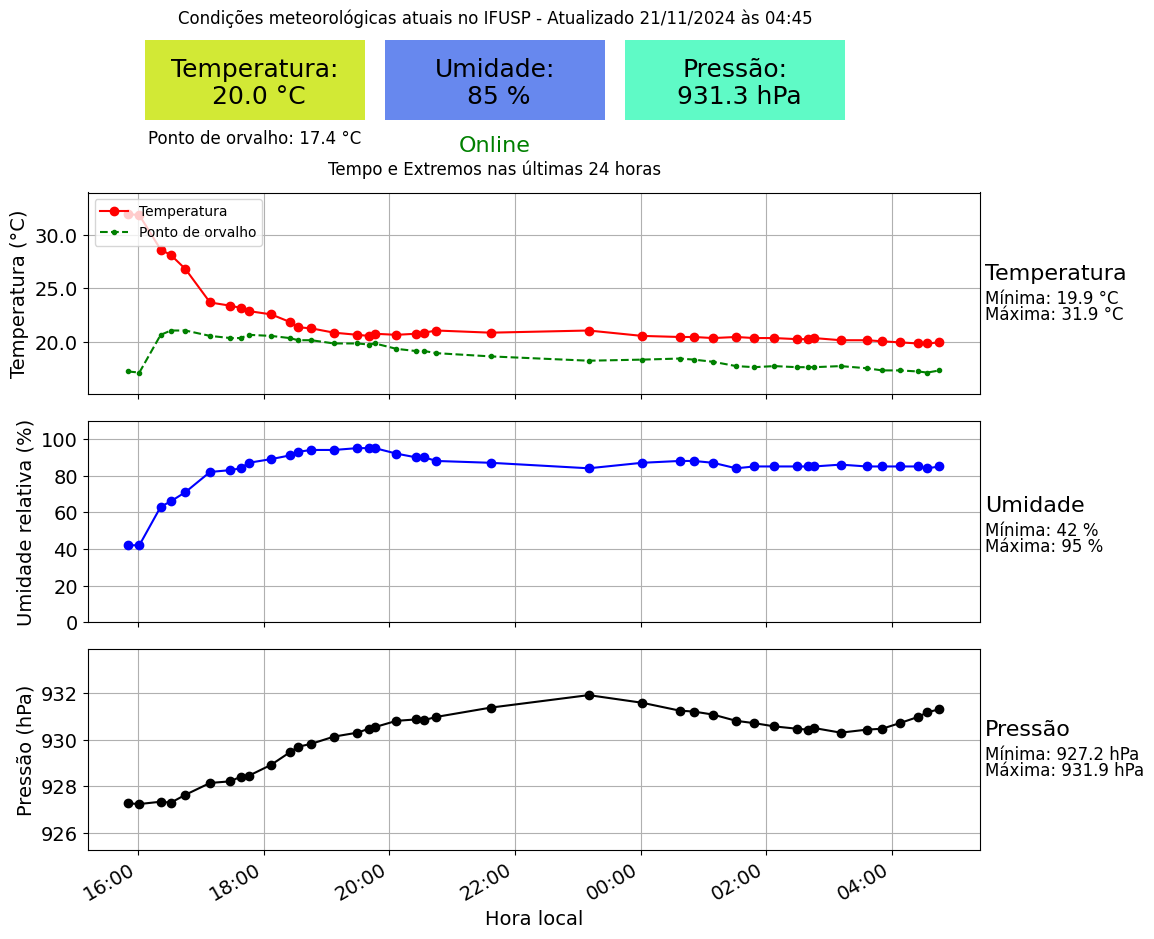 Condições meteorológicas atuais no IFUSP - Atualizado 21/11/2024 às 04:45
Temperatura:
20.0 °C
Umidade:
85 %
Pressão:
931.3 hPa
Ponto de orvalho: 17.4 °C
Online
Tempo e Extremos nas últimas 24 horas
Temperatura (°C)
30.0
25.0
20.0
Temperatura
Ponto de orvalho
Temperatura
Mínima: 19.9 °C
Máxima: 31.9 °C
Umidade relativa (%)
100
80
60
40
20
0
Umidade
Mínima: 42 %
Máxima: 95 %
Pressão (hPa)
932
930
928
926
Pressão
Mínima: 927.2 hPa
Máxima: 931.9 hPa
16:00
18:00
20:00
22:00
00:00
02:00
04:00
Hora local